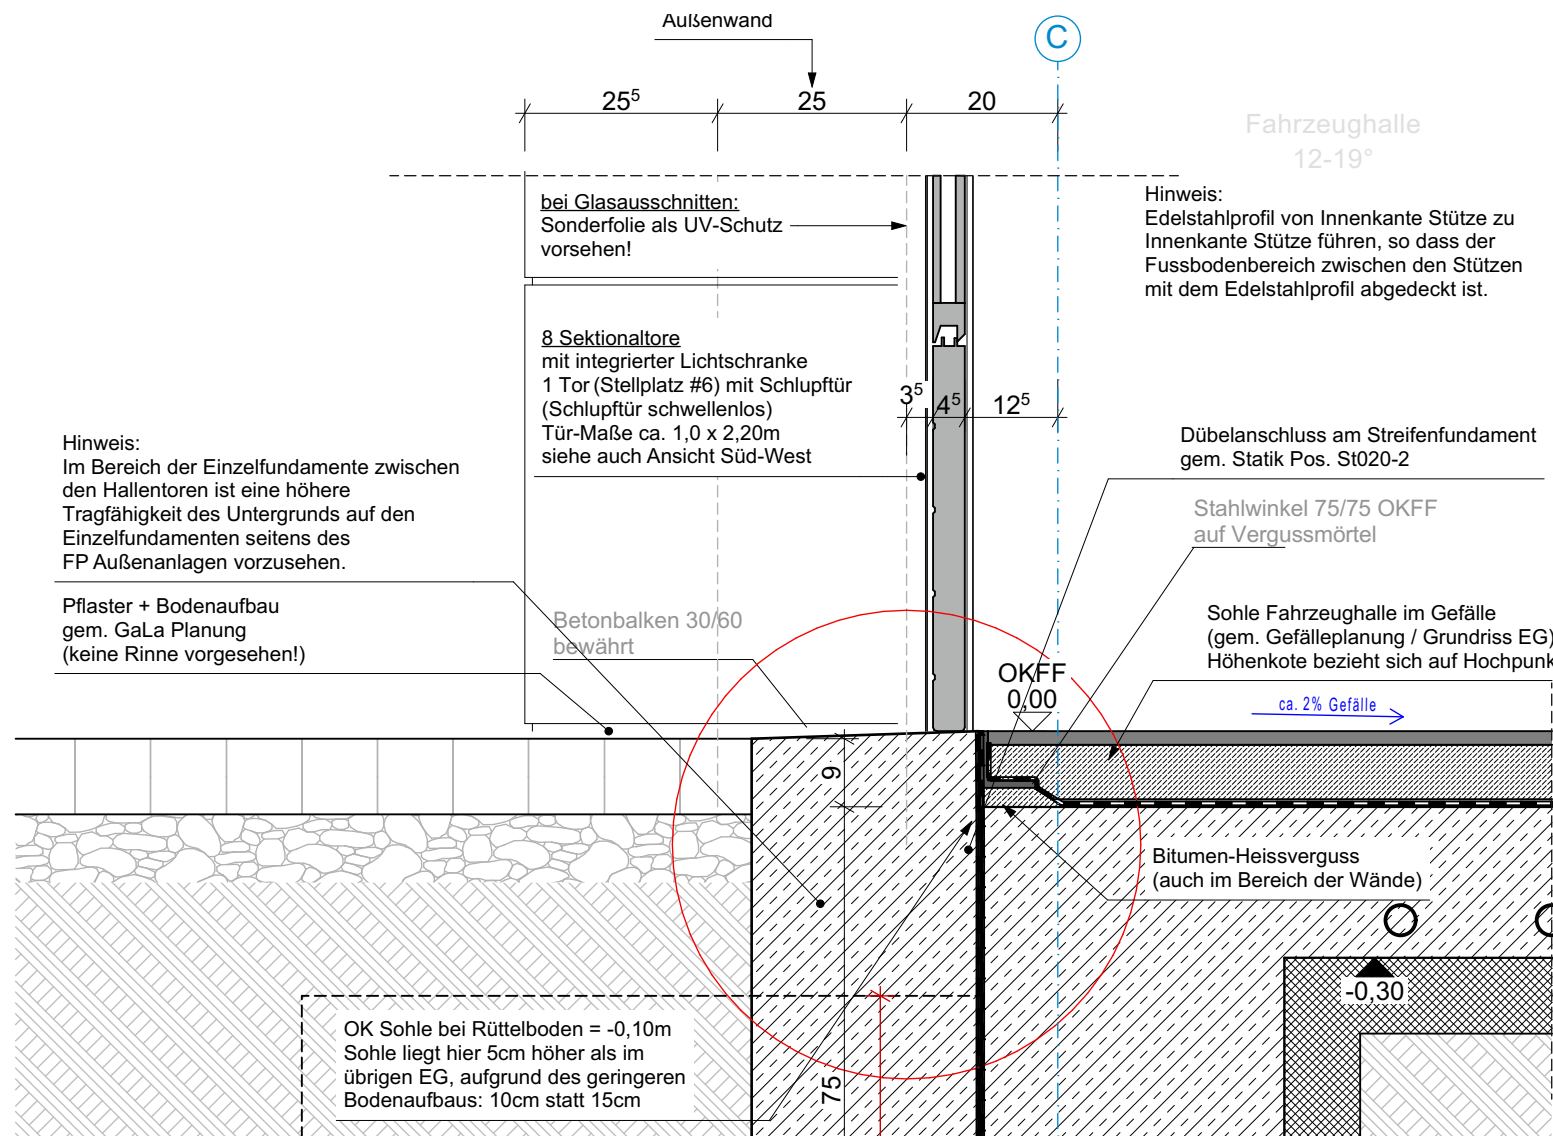 Außenwand
C
25⁵
25
20
Fahrzeughalle
12-19°
bei Glasausschnitten:
Sonderfolie als UV-Schutz
vorsehen!
Hinweis:
Edelstahlprofil von Innenkante Stütze zu
Innenkante Stütze führen, so dass der
Fussbodenbereich zwischen den Stützen
mit dem Edelstahlprofil abgedeckt ist.
8 Sektionaltore
mit integrierter Lichtschranke
1 Tor (Stellplatz #6) mit Schlupftür
(Schlupftür schwellenlos)
Tür-Maße ca. 1,0 x 2,20m
siehe auch Ansicht Süd-West
3⁵
4⁵
12⁵
Hinweis:
Im Bereich der Einzelfundamente zwischen
den Hallentoren ist eine höhere
Tragfähigkeit des Untergrunds auf den
Einzelfundamenten seitens des
FP Außenanlagen vorzusehen.
Dübelanschluss am Streifenfundament
gem. Statik Pos. St020-2
Stahlwinkel 75/75 OKFF
auf Vergussmörtel
Pflaster + Bodenaufbau
gem. GaLa Planung
(keine Rinne vorgesehen!)
Betonbalken 30/60
bewährt
Sohle Fahrzeughalle im Gefälle
(gem. Gefälleplanung / Grundriss EG)
Höhenkote bezieht sich auf Hochpunk
OKFF
0,00
ca. 2% Gefälle
9
Bitumen-Heissverguss
(auch im Bereich der Wände)
-0,30
OK Sohle bei Rüttelboden = -0,10m
Sohle liegt hier 5cm höher als im
übrigen EG, aufgrund des geringeren
Bodenaufbaus: 10cm statt 15cm
75